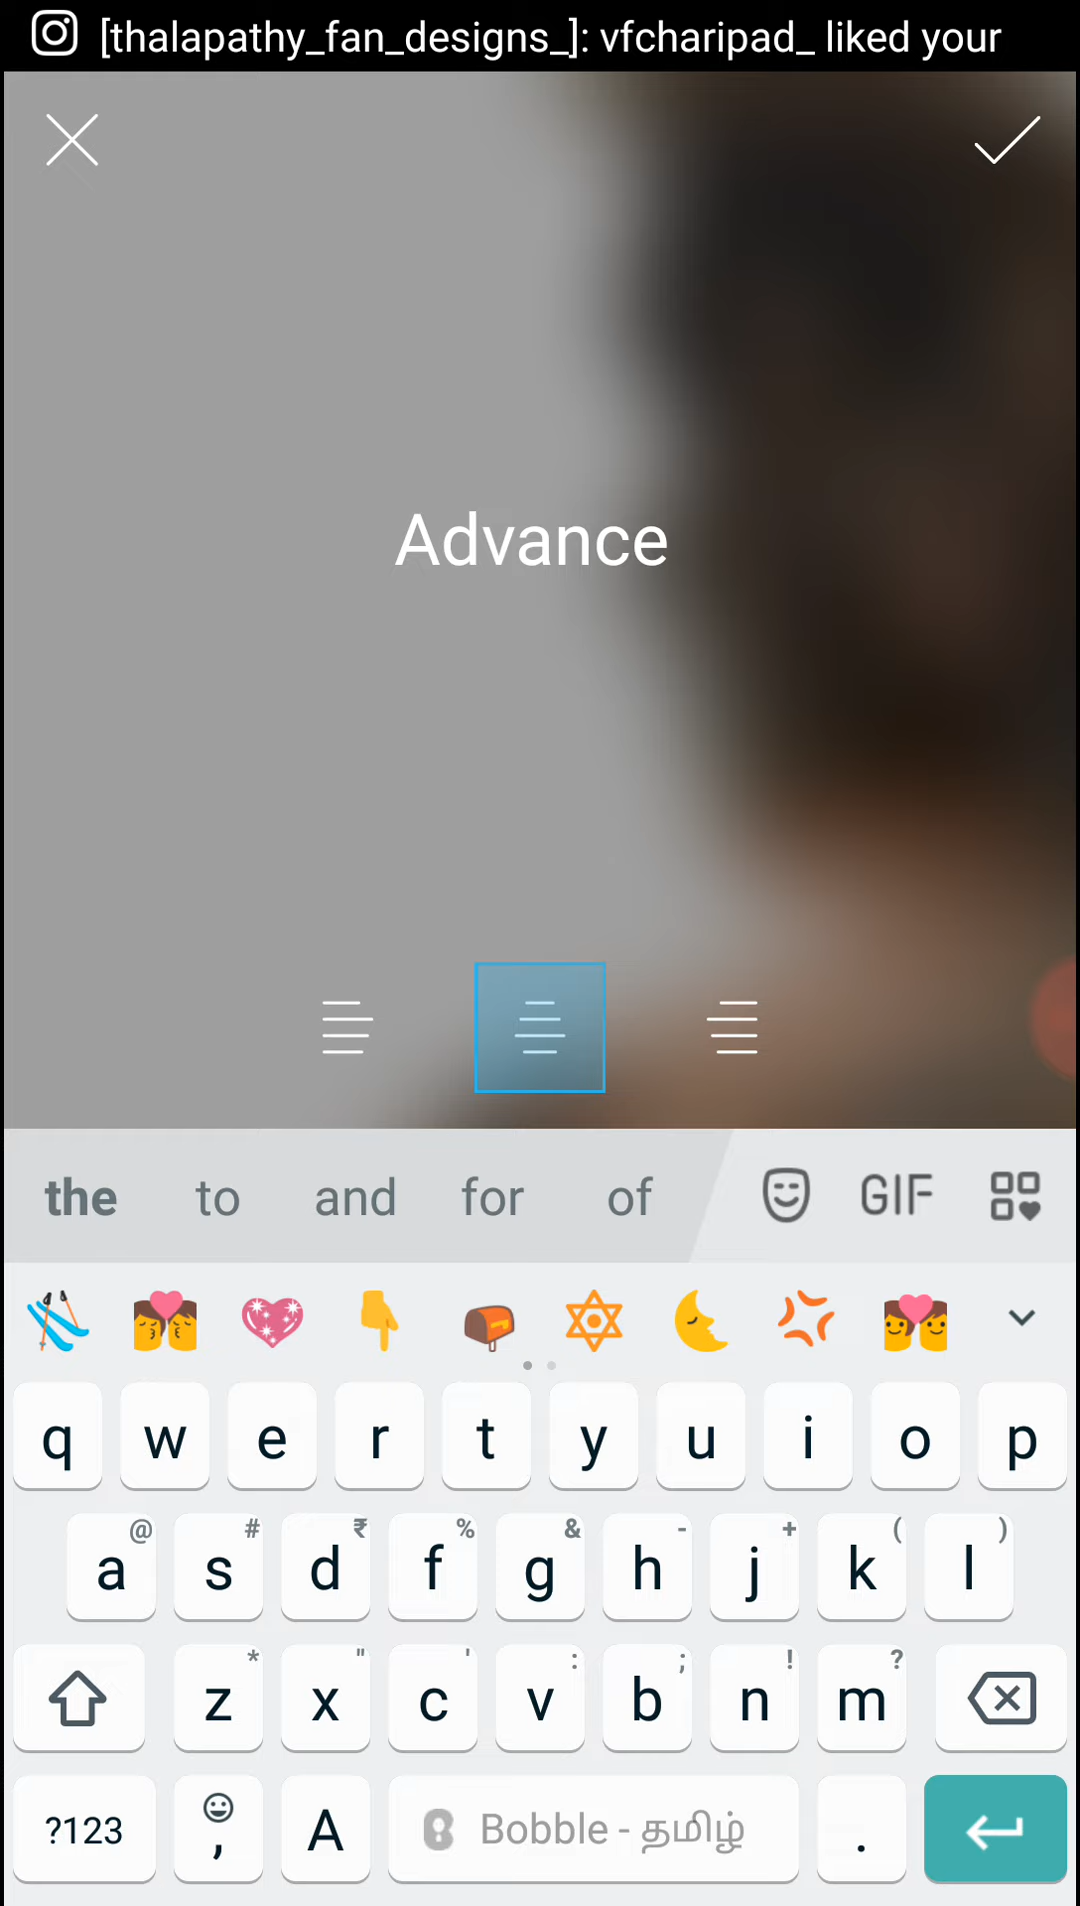 [thalapathy_fan_designs_]: vfcharipad_ liked your
Advance
the to and for of GIF
q w e r t y u i o p
@ # ₹ % & - + ( )
a s d f g h j k l
* " ' : ; ! ?
z x c v b n m
?123 , A Bobble - தமிழ் .